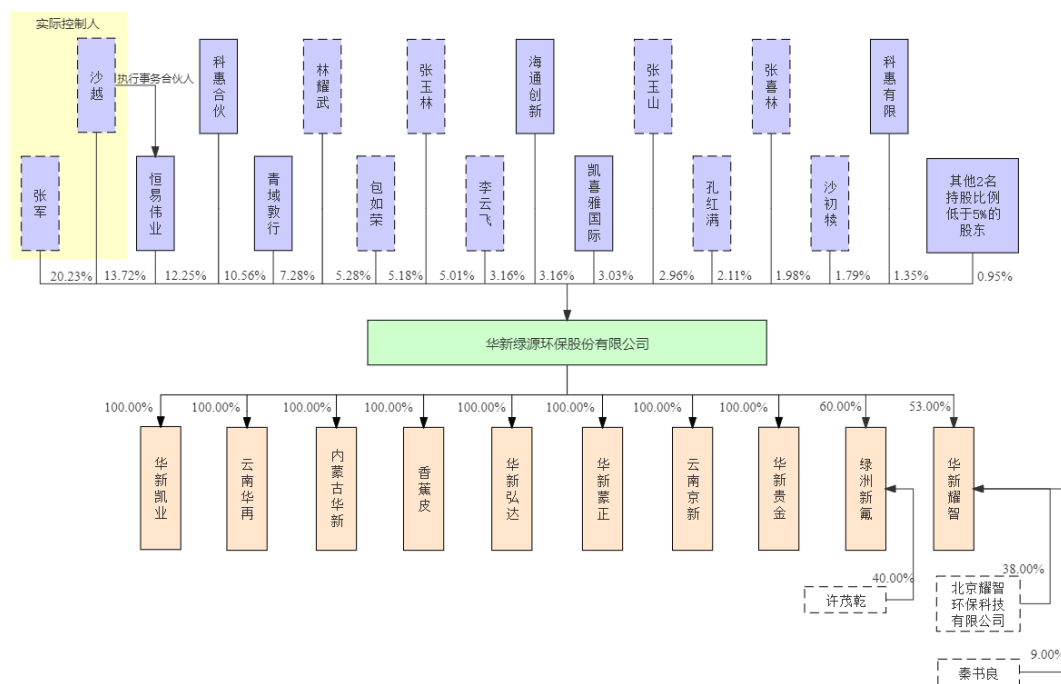 实际控制人
沙越
执行事务合伙人
科惠合伙
林耀武
张玉林
海通创新
张玉山
张喜林
科惠有限
张军
恒易伟业
青域敦行
包如荣
李云飞
凯喜雅国际
孔红满
沙初犊
其他2名
持股比例
低于5%的
股东
20.23%
13.72%
12.25%
10.56%
7.28%
5.28%
5.18%
5.01%
3.16%
3.16%
3.03%
2.96%
2.11%
1.98%
1.79%
1.35%
0.95%
华新绿源环保股份有限公司
100.00%
100.00%
100.00%
100.00%
100.00%
100.00%
100.00%
100.00%
60.00%
53.00%
华新凯业
云南华再
内蒙古华新
香蕉皮
华新弘达
华新蒙正
云南京新
华新贵金
绿洲新氟
华新耀智
40.00%
38.00%
许茂乾
北京耀智
环保科技
有限公司
9.00%
秦书良